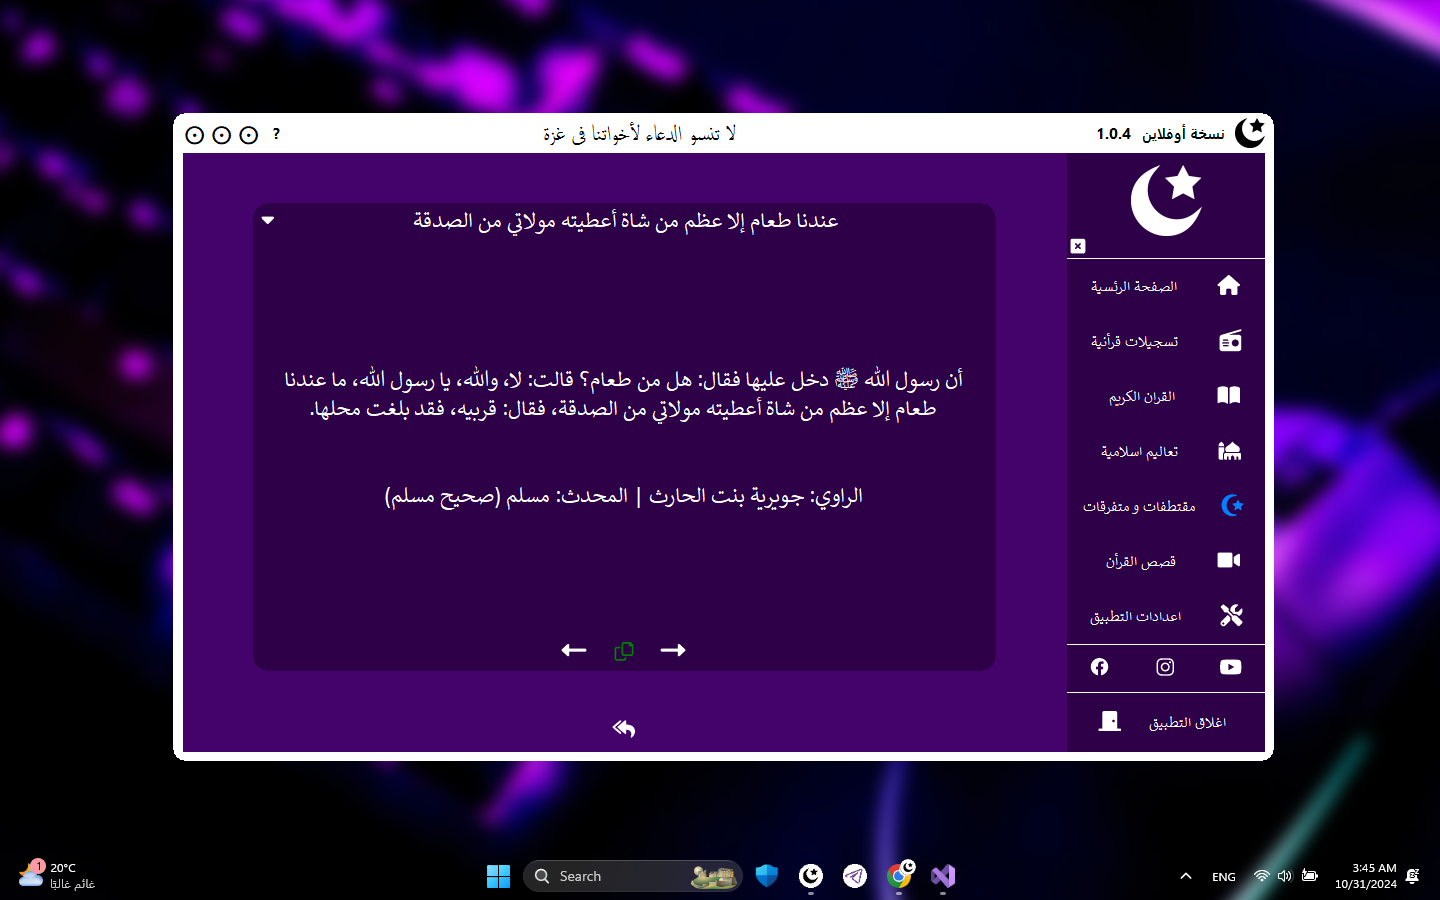 نسخة أوفلاين 1.0.4
لا تنسو الدعاء لأخواتنا في غزة
?
عندنا طعام إلا عظم من شاة أعطيته مولاتي من الصدقة
أن رسول الله ﷺ دخل عليها فقال: هل من طعام؟ قالت: لا، والله، يا رسول الله، ما عندنا
طعام إلا عظم من شاة أعطيته مولاتي من الصدقة، فقال: قربيه، فقد بلغت محلها.
الراوي: جويرية بنت الحارث | المحدث: مسلم (صحيح مسلم)
الصفحة الرئسية
تسجيلات قرأنية
القران الكريم
تعاليم اسلامية
مقتطفات و متفرقات
قصص القرأن
اعدادات التطبيق
اغلاق التطبيق
1
20°C
غائم غالبًا
Search
ENG
3:45 AM
10/31/2024